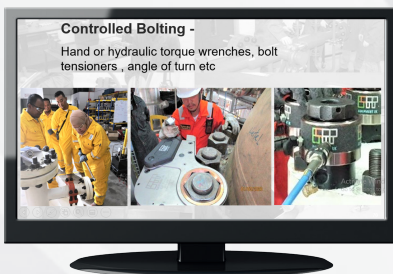 Controlled Bolting -
Hand or hydraulic torque wrenches, bolt
tensioners , angle of turn etc